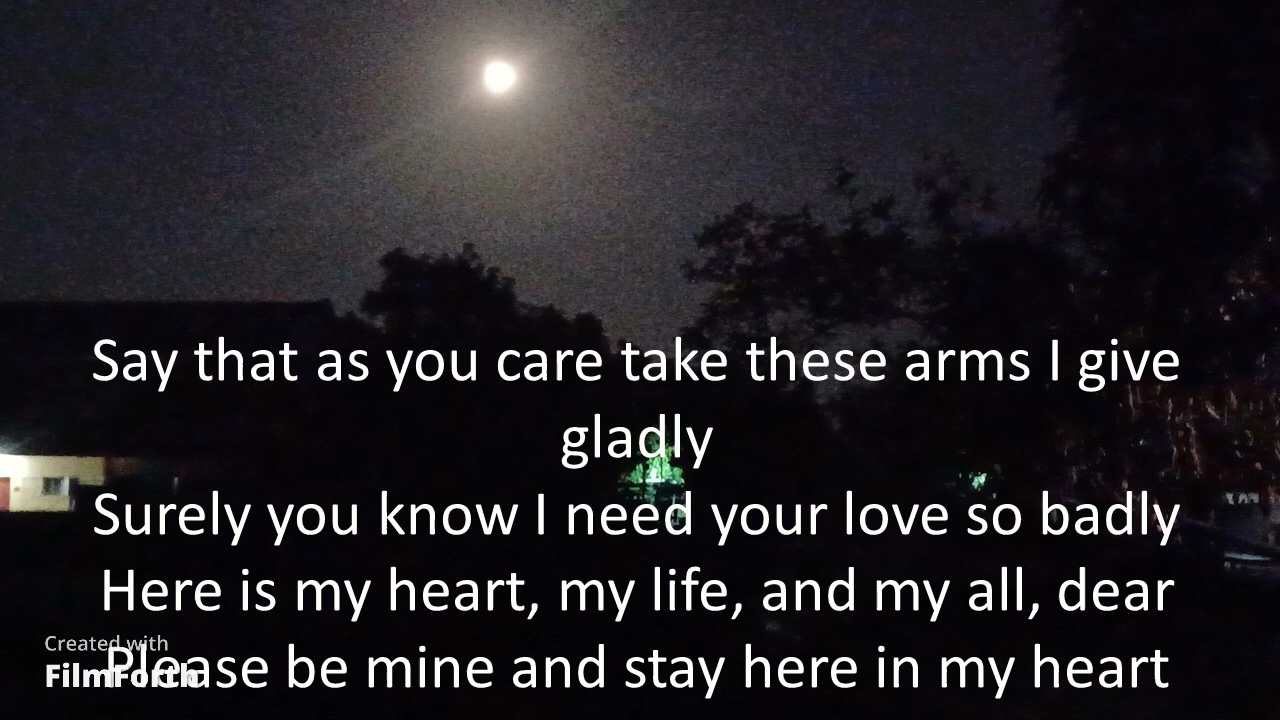 Say that as you care take these arms I give
gladly
Surely you know I need your love so badly
Here is my heart, my life, and my all, dear
Please be mine and stay here in my heart
Created with
FilmForth